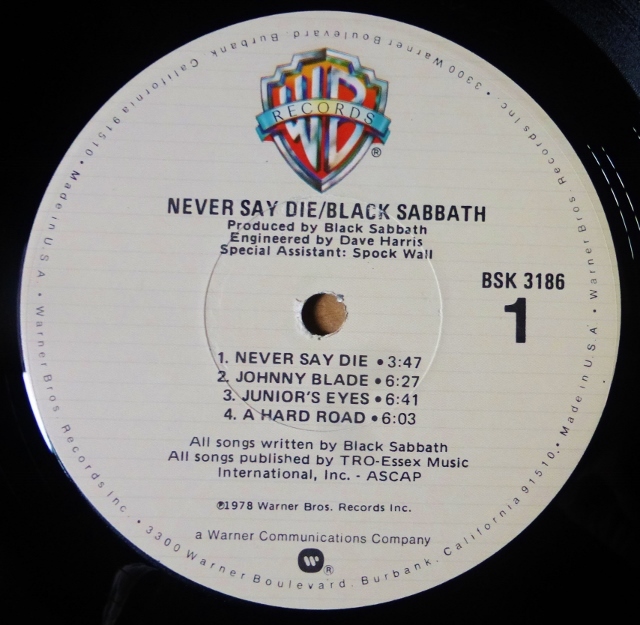 WB
RECORDS
®
NEVER SAY DIE/BLACK SABBATH
Produced by Black Sabbath
Engineered by Dave Harris
Special Assistant: Spock Wall
BSK 3186
1
1. NEVER SAY DIE • 3:47
2. JOHNNY BLADE • 6:27
3. JUNIOR'S EYES • 6:41
4. A HARD ROAD • 6:03
All songs written by Black Sabbath
All songs published by TRO-Essex Music
International, Inc. - ASCAP
℗1978 Warner Bros. Records Inc.
a Warner Communications Company
W ®
Warner Bros. Records Inc. • 3300 Warner Boulevard, Burbank, California 91510 • Made in U.S.A. • Warner Bros. Records Inc. • 3300 Warner Boulevard, Burbank, California 91510 • Made in U.S.A. •